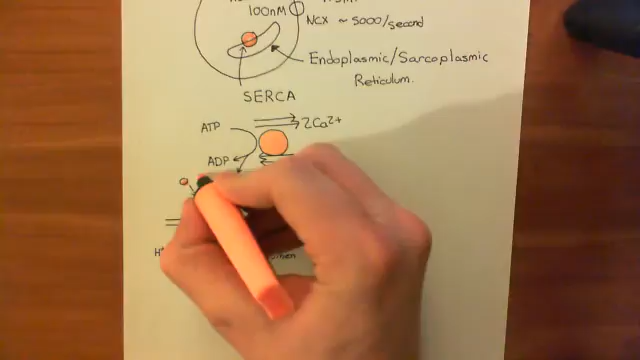 100nM
NCX ~ 5000/second
Endoplasmic/Sarcoplasmic
Reticulum.
SERCA
ATP
2Ca2+
ADP
H+